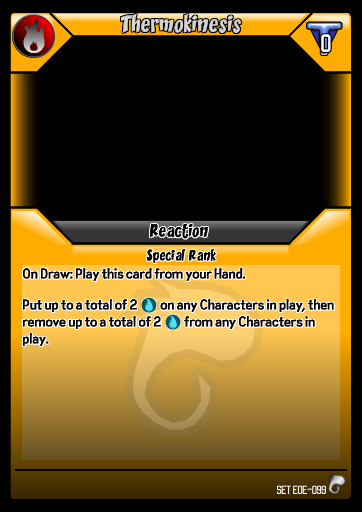 Thermokinesis
0
Reaction
Special Rank
On Draw: Play this card from your Hand.
Put up to a total of 2 on any Characters in play, then
remove up to a total of 2 from any Characters in
play.
SET EOE-099